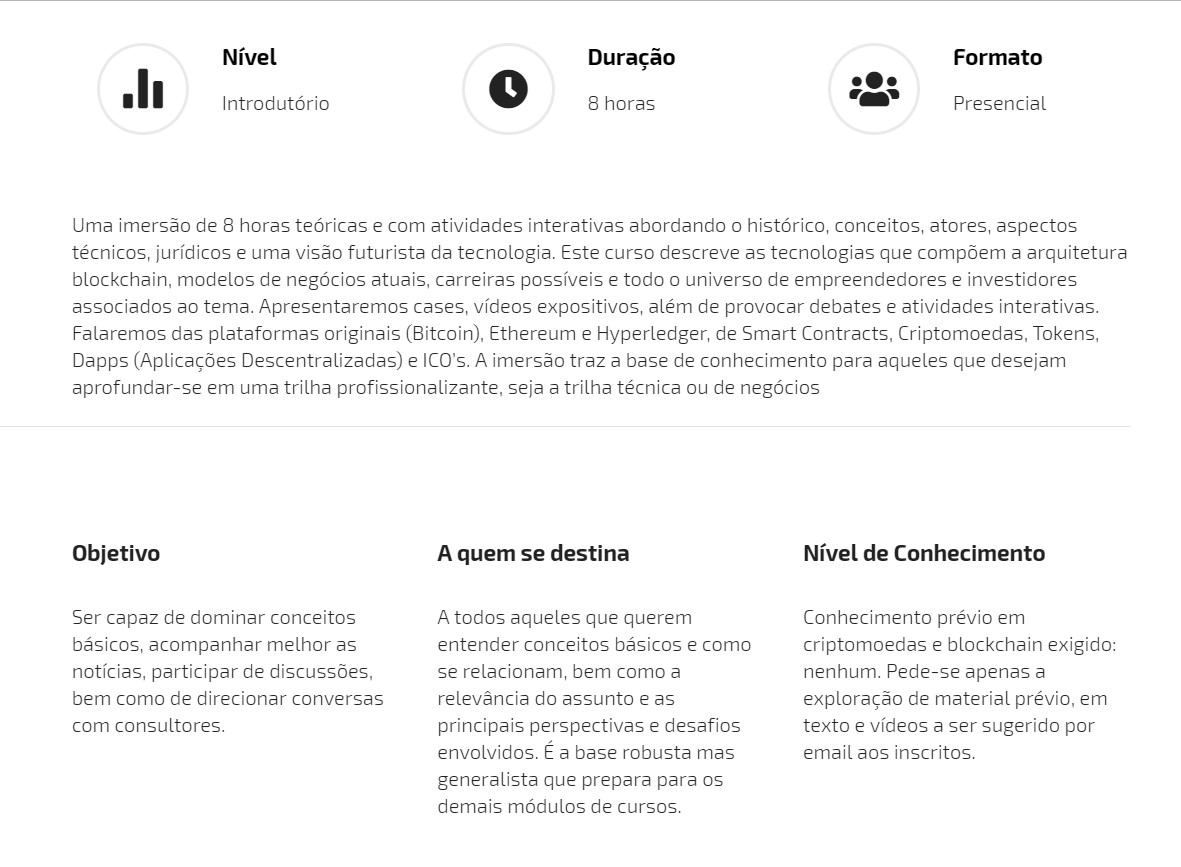 Nível
Introdutório
Duração
8 horas
Formato
Presencial
Uma imersão de 8 horas teóricas e com atividades interativas abordando o histórico, conceitos, atores, aspectos
técnicos, jurídicos e uma visão futurista da tecnologia. Este curso descreve as tecnologias que compõem a arquitetura
blockchain, modelos de negócios atuais, carreiras possíveis e todo o universo de empreendedores e investidores
associados ao tema. Apresentaremos cases, vídeos expositivos, além de provocar debates e atividades interativas.
Falaremos das plataformas originais (Bitcoin), Ethereum e Hyperledger, de Smart Contracts, Criptomoedas, Tokens,
Dapps (Aplicações Descentralizadas) e ICO's. A imersão traz a base de conhecimento para aqueles que desejam
aprofundar-se em uma trilha profissionalizante, seja a trilha técnica ou de negócios
Objetivo
Ser capaz de dominar conceitos
básicos, acompanhar melhor as
notícias, participar de discussões,
bem como de direcionar conversas
com consultores.
A quem se destina
A todos aqueles que querem
entender conceitos básicos e como
se relacionam, bem como a
relevância do assunto e as
principais perspectivas e desafios
envolvidos. É a base robusta mas
generalista que prepara para os
demais módulos de cursos.
Nível de Conhecimento
Conhecimento prévio em
criptomoedas e blockchain exigido:
nenhum. Pede-se apenas a
exploração de material prévio, em
texto e vídeos a ser sugerido por
email aos inscritos.